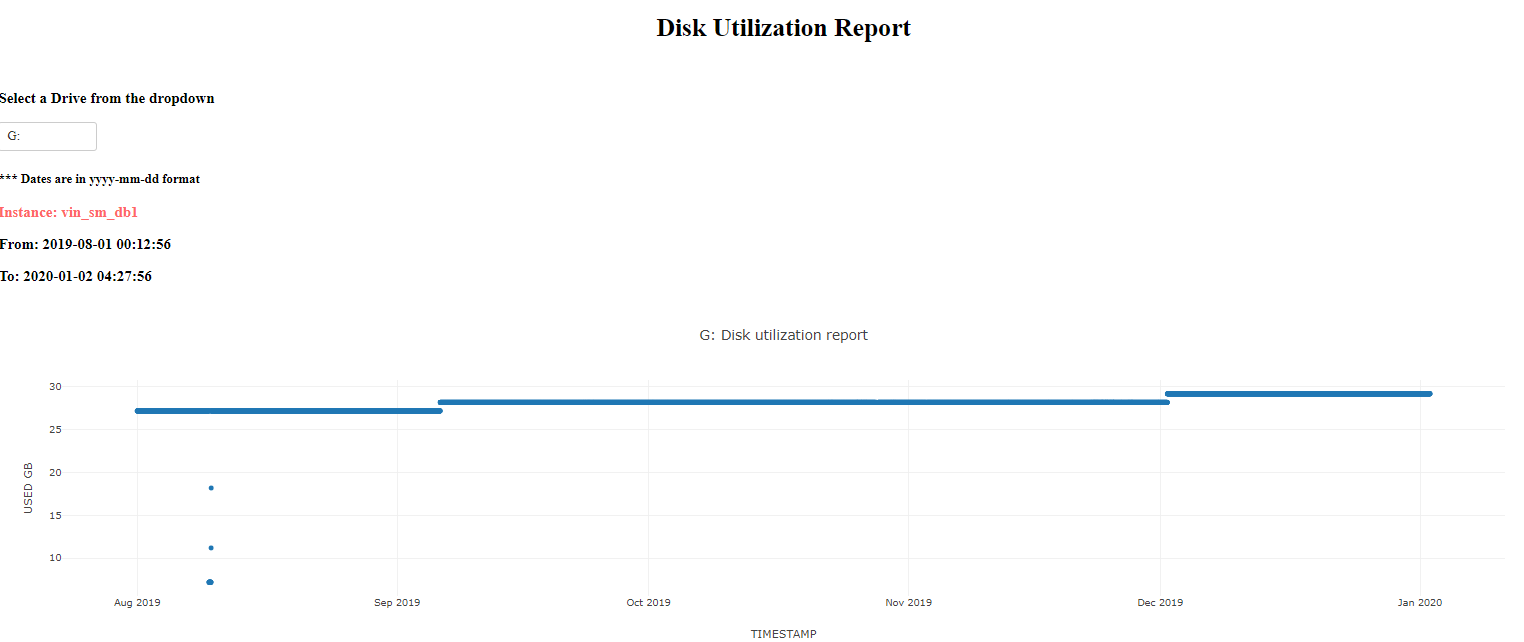 Disk Utilization Report
Select a Drive from the dropdown
G:
*** Dates are in yyyy-mm-dd format
Instance: vin_sm_db1
From: 2019-08-01 00:12:56
To: 2020-01-02 04:27:56
G: Disk utilization report
30
25
20
15
10
USED GB
Aug 2019 Sep 2019 Oct 2019 Nov 2019 Dec 2019 Jan 2020
TIMESTAMP